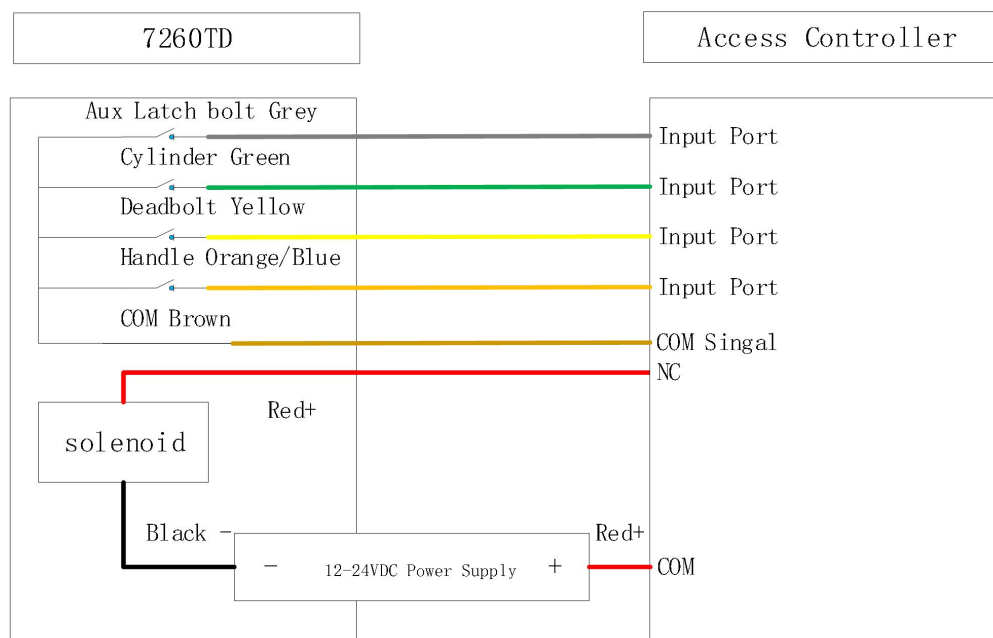 7260TD
Access Controller
Aux Latch bolt Grey
Input Port
Cylinder Green
Input Port
Deadbolt Yellow
Input Port
Handle Orange/Blue
Input Port
COM Brown
COM Singal
NC
Red+
solenoid
Black -
Red+
- 12-24VDC Power Supply +
COM